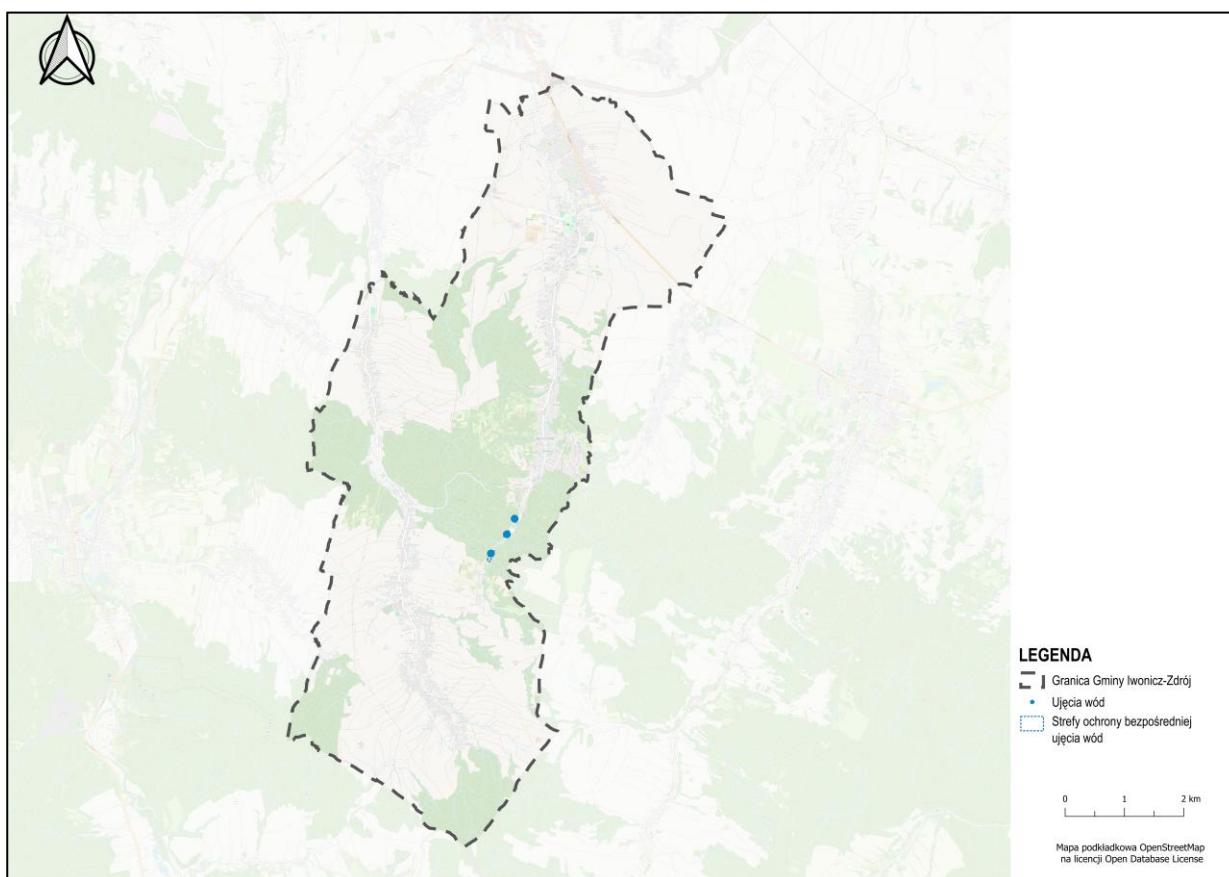 LEGENDA
Granica Gminy Iwonicz-Zdrój
Ujęcia wód
Strefy ochrony bezpośredniej
ujęcia wód
0 1 2 km
Mapa podkładowa OpenStreetMap
na licencji Open Database License